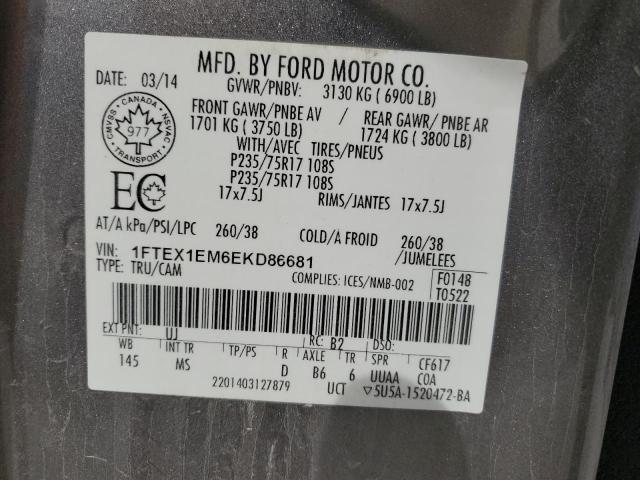 MFD. BY FORD MOTOR CO.
DATE: 03/14 GVWR/PNBV: 3130 KG ( 6900 LB)
FRONT GAWR/PNBE AV / REAR GAWR/PNBE AR
1701 KG ( 3750 LB) 1724 KG ( 3800 LB)
WITH/AVEC TIRES/PNEUS
P235/75R17 108S
P235/75R17 108S
17x7.5J RIMS/JANTES 17x7.5J
CMVSS · CANADA · NSVAC
977
TRANSPORT
EC
AT/A kPa/PSI/LPC 260/38 COLD/A FROID 260/38
/JUMELEES
VIN: 1FTEX1EM6EKD86681
TYPE: TRU/CAM COMPLIES: ICES/NMB-002
F0148
T0522
EXT PNT: UJ RC: B2 DSO:
WB INT TR TP/PS R AXLE TR SPR CF617
145 MS D B6 6 UUAA COA
2201403127879 UCT ▽5U5A-1520472-BA